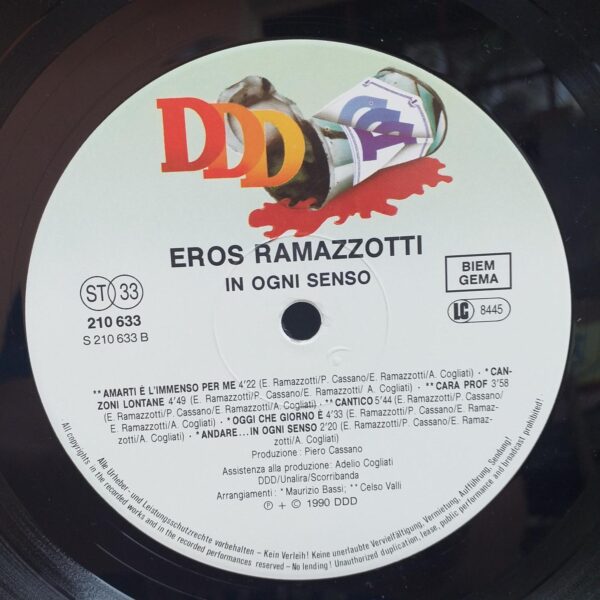 DDD
EROS RAMAZZOTTI
IN OGNI SENSO
ST 33
210 633
S 210 633 B
BIEM
GEMA
LC 8445
**AMARTI È L'IMMENSO PER ME 4'22 (E. Ramazzotti/P. Cassano/E. Ramazzotti/A. Cogliati) · *CAN-
ZONI LONTANE 4'49 (E. Ramazzotti/P. Cassano/E. Ramazzotti/ A. Cogliati) · **CARA PROF 3'58
(E. Ramazzotti/P. Cassano/E. Ramazzotti/A. Cogliati) · **CANTICO 5'44 (E. Ramazzotti/P. Cassano/
E. Ramazzotti/A. Cogliati) · *OGGI CHE GIORNO È 4'33 (E. Ramazzotti/P. Cassano/E. Ramaz-
zotti/A. Cogliati) · *ANDARE...IN OGNI SENSO 2'20 (E. Ramazzotti/P. Cassano/E. Ramaz-
zotti/A. Cogliati)
Produzione: Piero Cassano
Assistenza alla produzione: Adelio Cogliati
DDD/Unalira/Scorribanda
Arrangiamenti: * Maurizio Bassi; ** Celso Valli
℗ + © 1990 DDD
Alle Urheber- und Leistungsschutzrechte vorbehalten – Kein Verleih! Keine unerlaubte Vervielfältigung, Vermietung, Aufführung, Sendung!
All copyrights in the recorded works and in the recorded performances reserved – No lending! Unauthorized duplication, lease, public performance and broadcast prohibited!